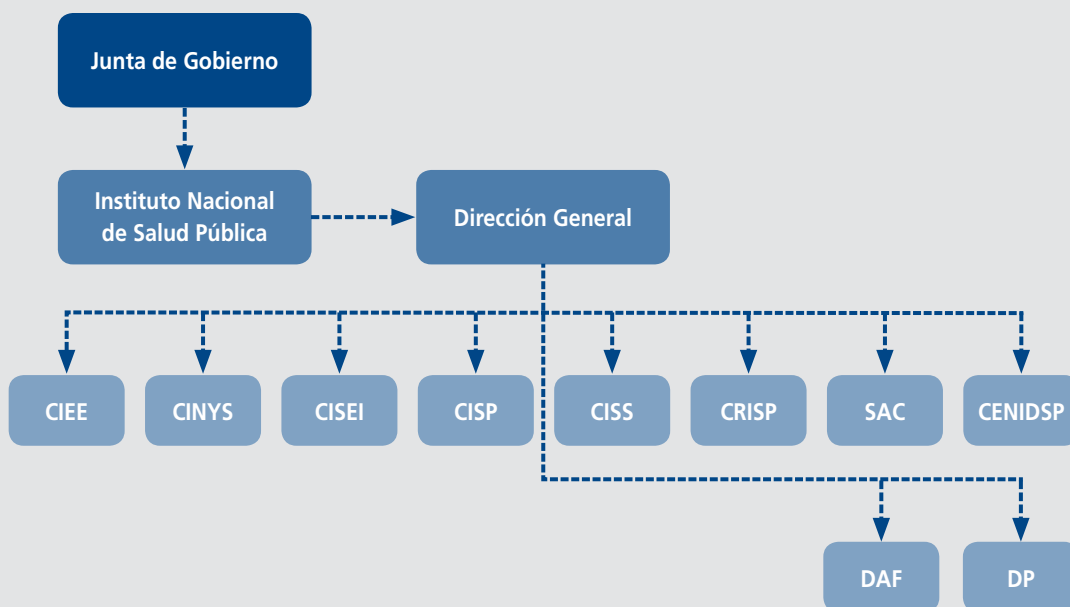 Junta de Gobierno
Instituto Nacional
de Salud Pública
Dirección General
CIEE
CINYS
CISEI
CISP
CISS
CRISP
SAC
CENIDSP
DAF
DP